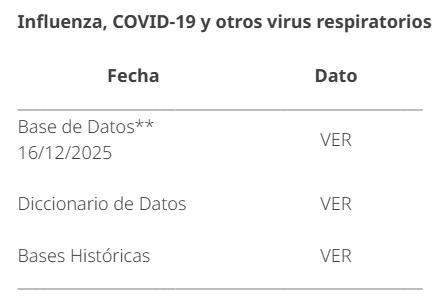 Influenza, COVID-19 y otros virus respiratorios
Fecha Dato
Base de Datos**
16/12/2025 VER
Diccionario de Datos VER
Bases Históricas VER